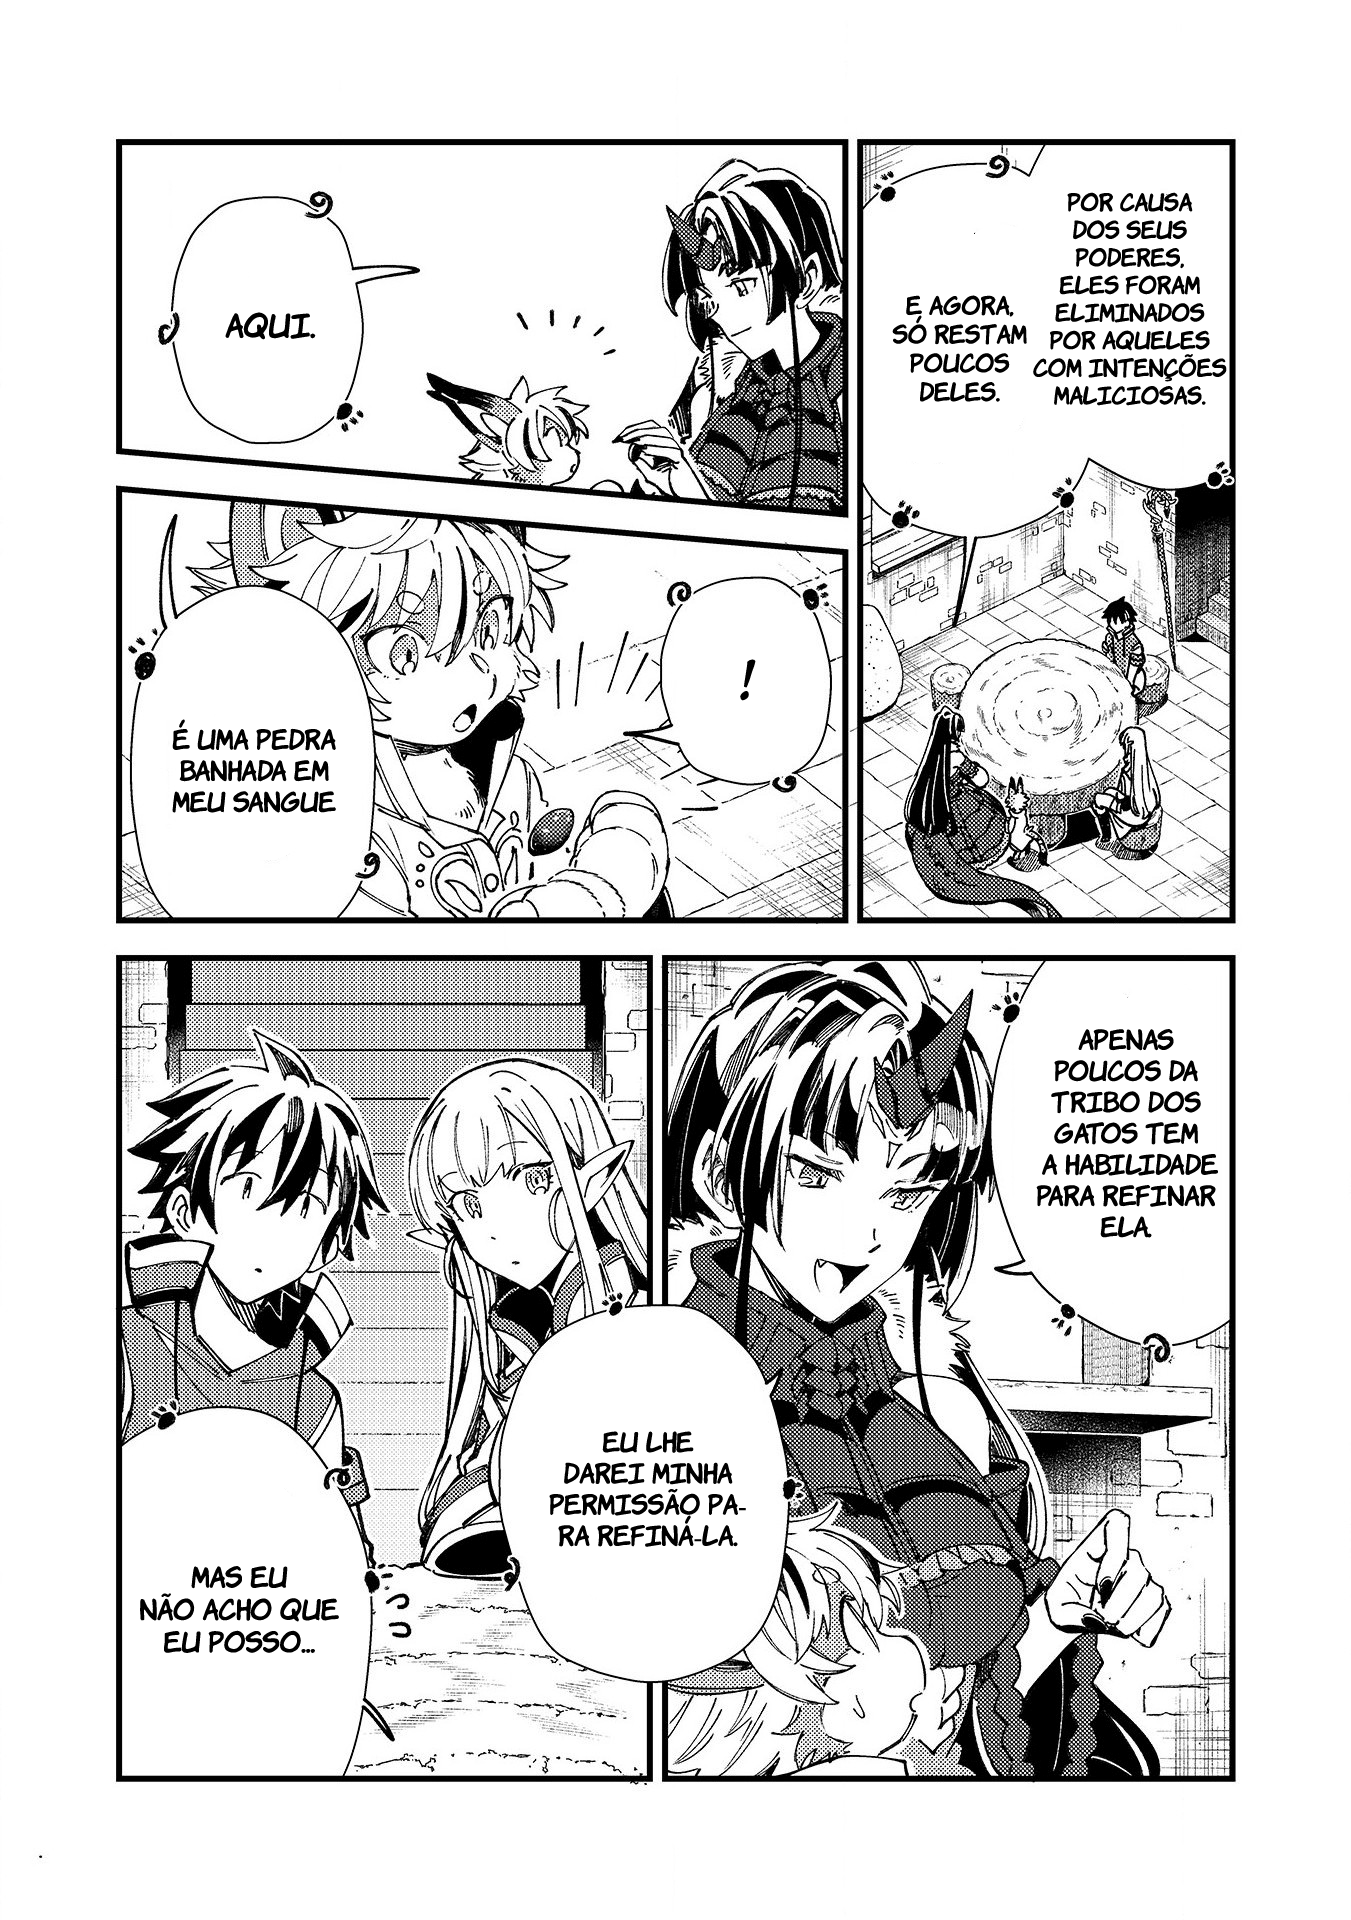 POR CAUSA
DOS SEUS
PODERES,
ELES FORAM
ELIMINADOS
POR AQUELES
COM INTENÇÕES
MALICIOSAS.
E AGORA,
SÓ RESTAM
POUCOS
DELES.
AQUI.
!
É UMA PEDRA
BANHADA EM
MEU SANGUE
APENAS
POUCOS DA
TRIBO DOS
GATOS TEM
A HABILIDADE
PARA REFINAR
ELA.
EU LHE
DAREI MINHA
PERMISSÃO PA-
RA REFINÁ-LA.
MAS EU
NÃO ACHO QUE
EU POSSO...